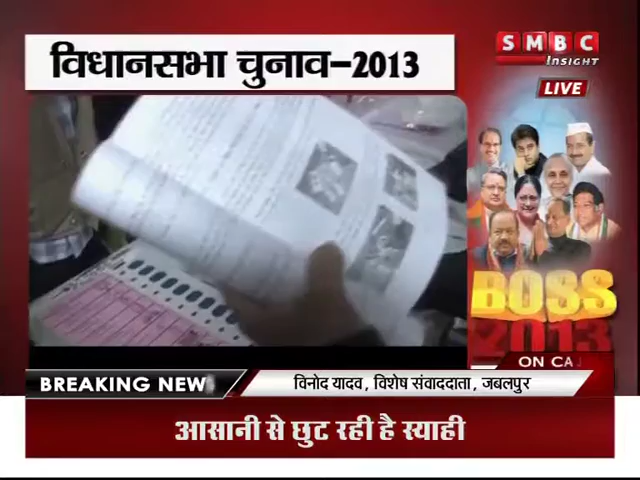 विधानसभा चुनाव-2013
SMBC
INSIGHT
LIVE
BOSS
2013
ON CA
BREAKING NEW
विनोद यादव, विशेष संवाददाता, जबलपुर
आसानी से छुट रही है स्याही